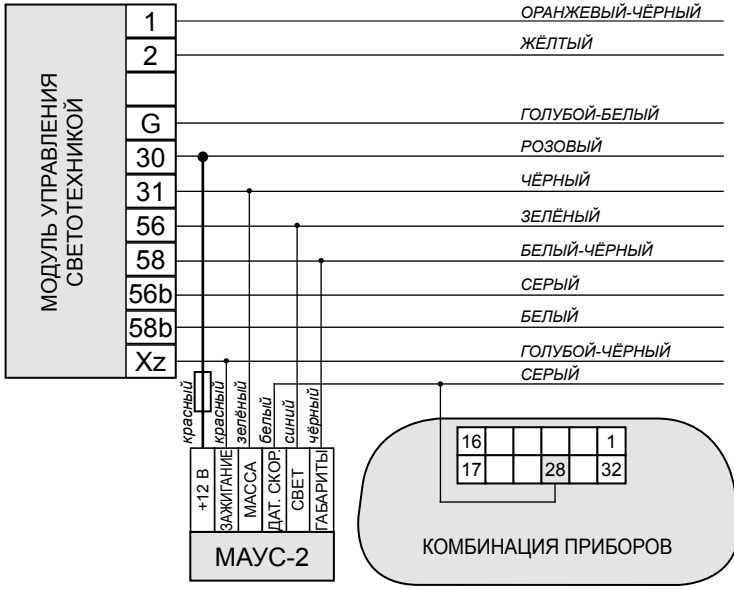 МОДУЛЬ УПРАВЛЕНИЯ
СВЕТОТЕХНИКОЙ
1
ОРАНЖЕВЫЙ-ЧЁРНЫЙ
2
ЖЁЛТЫЙ
G
ГОЛУБОЙ-БЕЛЫЙ
30
РОЗОВЫЙ
31
ЧЁРНЫЙ
56
ЗЕЛЁНЫЙ
58
БЕЛЫЙ-ЧЁРНЫЙ
56b
СЕРЫЙ
58b
БЕЛЫЙ
Xz
ГОЛУБОЙ-ЧЁРНЫЙ
СЕРЫЙ
красный
красный
зелёный
белый
синий
чёрный
+12 В
ЗАЖИГАНИЕ
МАССА
ДАТ. СКОР.
СВЕТ
ГАБАРИТЫ
МАУС-2
16
1
17
28
32
КОМБИНАЦИЯ ПРИБОРОВ